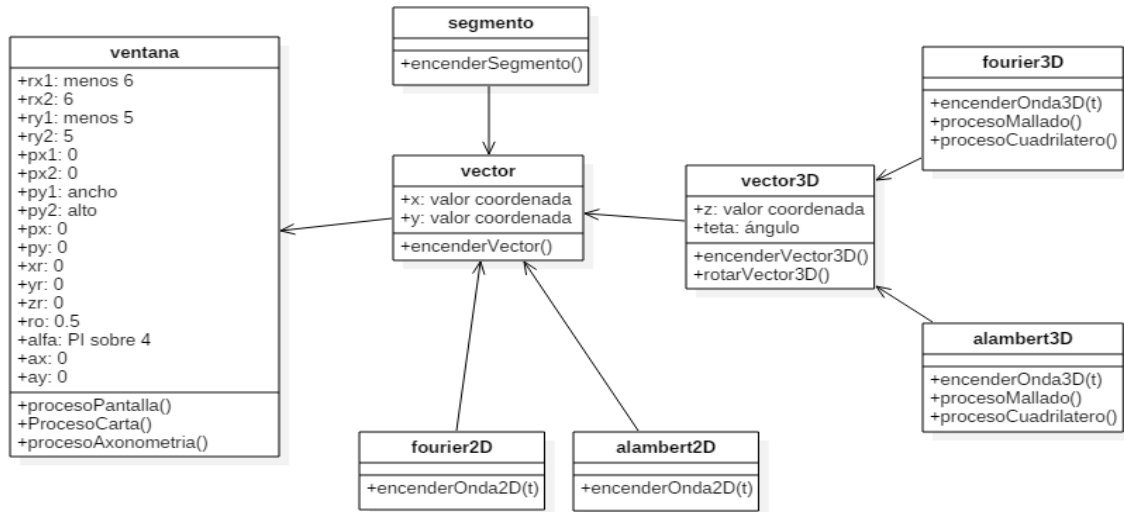 ventana
+rx1: menos 6
+rx2: 6
+ry1: menos 5
+ry2: 5
+px1: 0
+px2: 0
+py1: ancho
+py2: alto
+px: 0
+py: 0
+xr: 0
+yr: 0
+zr: 0
+ro: 0.5
+alfa: PI sobre 4
+ax: 0
+ay: 0
+procesoPantalla()
+ProcesoCarta()
+procesoAxonometria()
segmento
+encenderSegmento()
vector
+x: valor coordenada
+y: valor coordenada
+encenderVector()
fourier2D
+encenderOnda2D(t)
alambert2D
+encenderOnda2D(t)
vector3D
+z: valor coordenada
+teta: ángulo
+encenderVector3D()
+rotarVector3D()
fourier3D
+encenderOnda3D(t)
+procesoMallado()
+procesoCuadrilatero()
alambert3D
+encenderOnda3D(t)
+procesoMallado()
+procesoCuadrilatero()